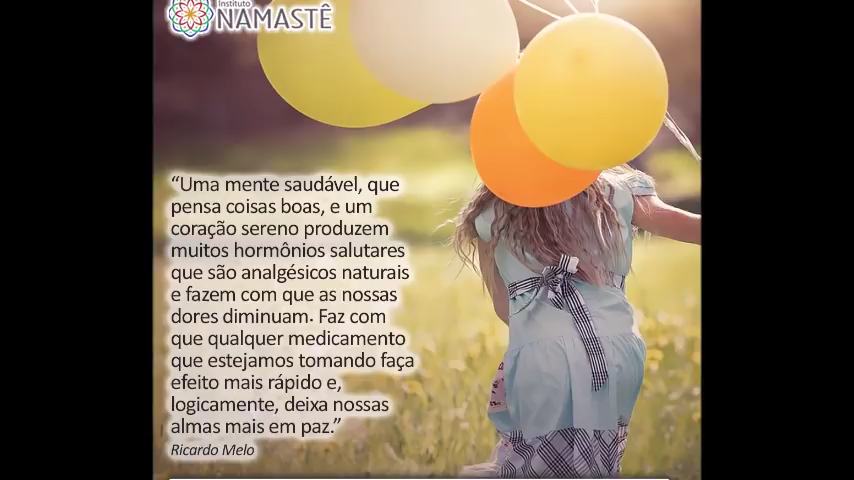 Instituto
NAMASTÊ
“Uma mente saudável, que
pensa coisas boas, e um
coração sereno produzem
muitos hormônios salutares
que são analgésicos naturais
e fazem com que as nossas
dores diminuam. Faz com
que qualquer medicamento
que estejamos tomando faça
efeito mais rápido e,
logicamente, deixa nossas
almas mais em paz.”
Ricardo Melo